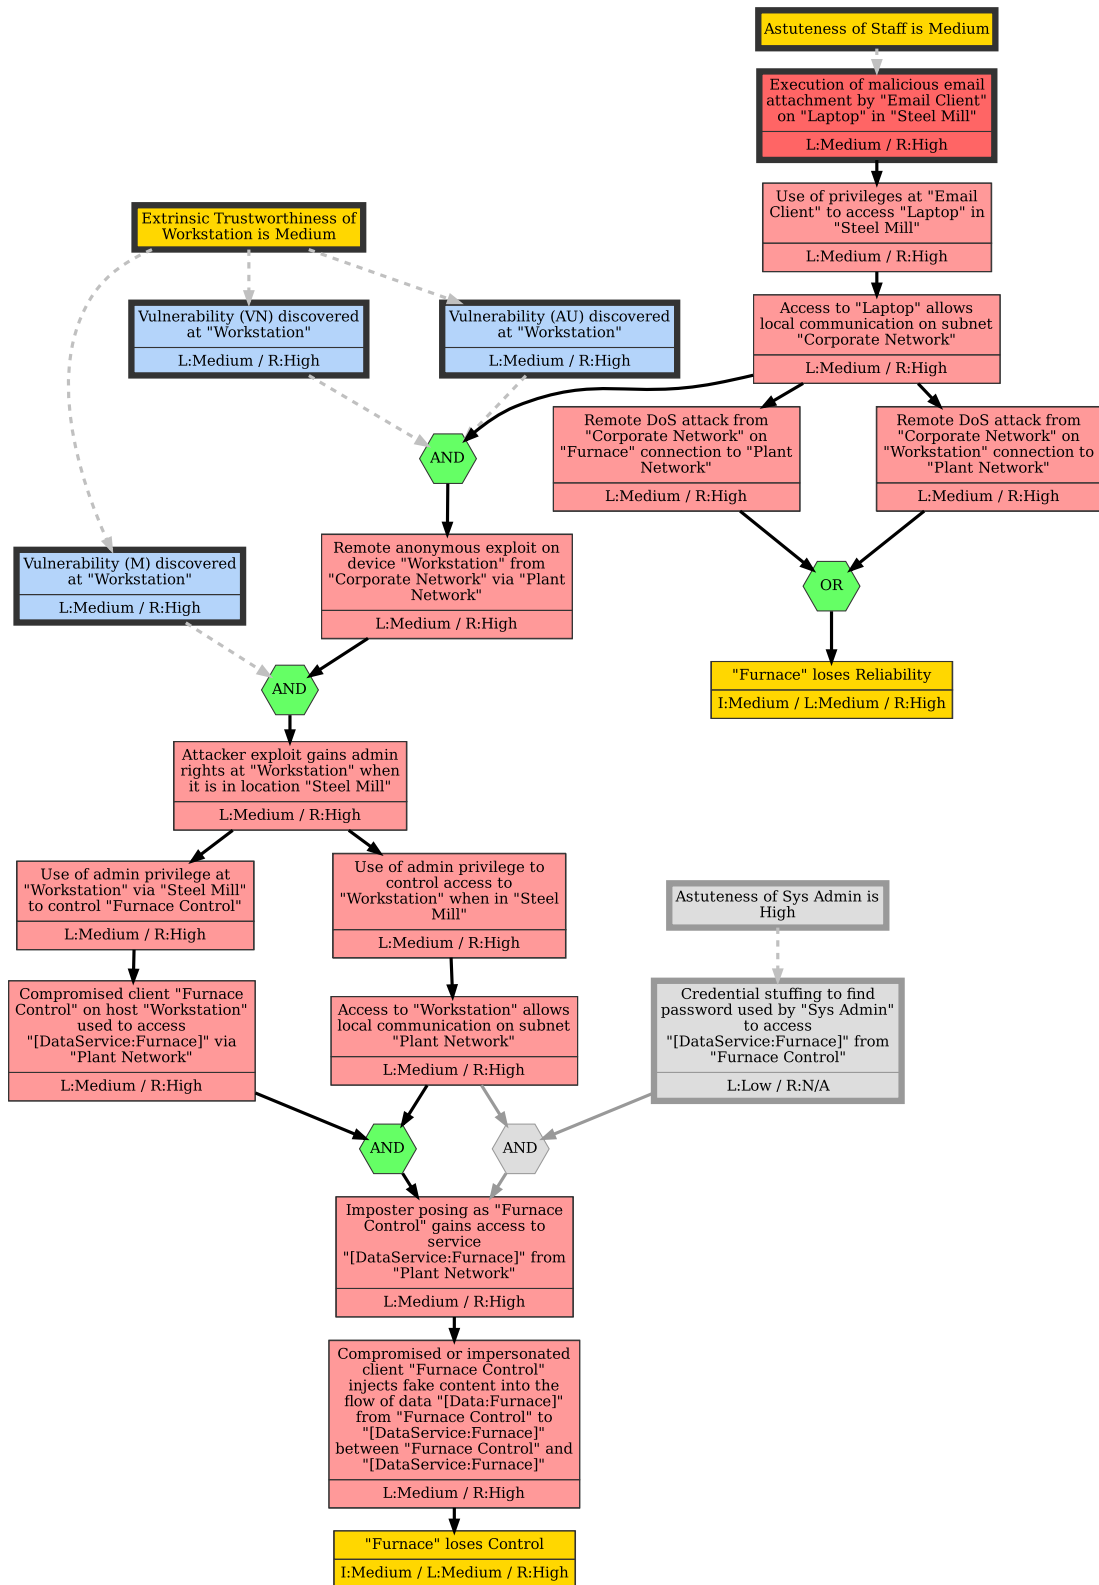 Astuteness of Staff is Medium
Execution of malicious email
attachment by "Email Client"
on "Laptop" in "Steel Mill"
L:Medium / R:High
Use of privileges at "Email
Client" to access "Laptop" in
"Steel Mill"
L:Medium / R:High
Extrinsic Trustworthiness of
Workstation is Medium
Vulnerability (VN) discovered
at "Workstation"
L:Medium / R:High
Vulnerability (AU) discovered
at "Workstation"
L:Medium / R:High
Access to "Laptop" allows
local communication on subnet
"Corporate Network"
L:Medium / R:High
AND
Remote DoS attack from
"Corporate Network" on
"Furnace" connection to "Plant
Network"
L:Medium / R:High
Remote DoS attack from
"Corporate Network" on
"Workstation" connection to
"Plant Network"
L:Medium / R:High
Vulnerability (M) discovered
at "Workstation"
L:Medium / R:High
Remote anonymous exploit on
device "Workstation" from
"Corporate Network" via "Plant
Network"
L:Medium / R:High
OR
AND
"Furnace" loses Reliability
I:Medium / L:Medium / R:High
Attacker exploit gains admin
rights at "Workstation" when
it is in location "Steel Mill"
L:Medium / R:High
Use of admin privilege at
"Workstation" via "Steel Mill"
to control "Furnace Control"
L:Medium / R:High
Use of admin privilege to
control access to
"Workstation" when in "Steel
Mill"
L:Medium / R:High
Astuteness of Sys Admin is
High
Compromised client "Furnace
Control" on host "Workstation"
used to access
"[DataService:Furnace]" via
"Plant Network"
L:Medium / R:High
Access to "Workstation" allows
local communication on subnet
"Plant Network"
L:Medium / R:High
Credential stuffing to find
password used by "Sys Admin"
to access
"[DataService:Furnace]" from
"Furnace Control"
L:Low / R:N/A
AND
AND
Imposter posing as "Furnace
Control" gains access to
service
"[DataService:Furnace]" from
"Plant Network"
L:Medium / R:High
Compromised or impersonated
client "Furnace Control"
injects fake content into the
flow of data "[Data:Furnace]"
from "Furnace Control" to
"[DataService:Furnace]"
between "Furnace Control" and
"[DataService:Furnace]"
L:Medium / R:High
"Furnace" loses Control
I:Medium / L:Medium / R:High